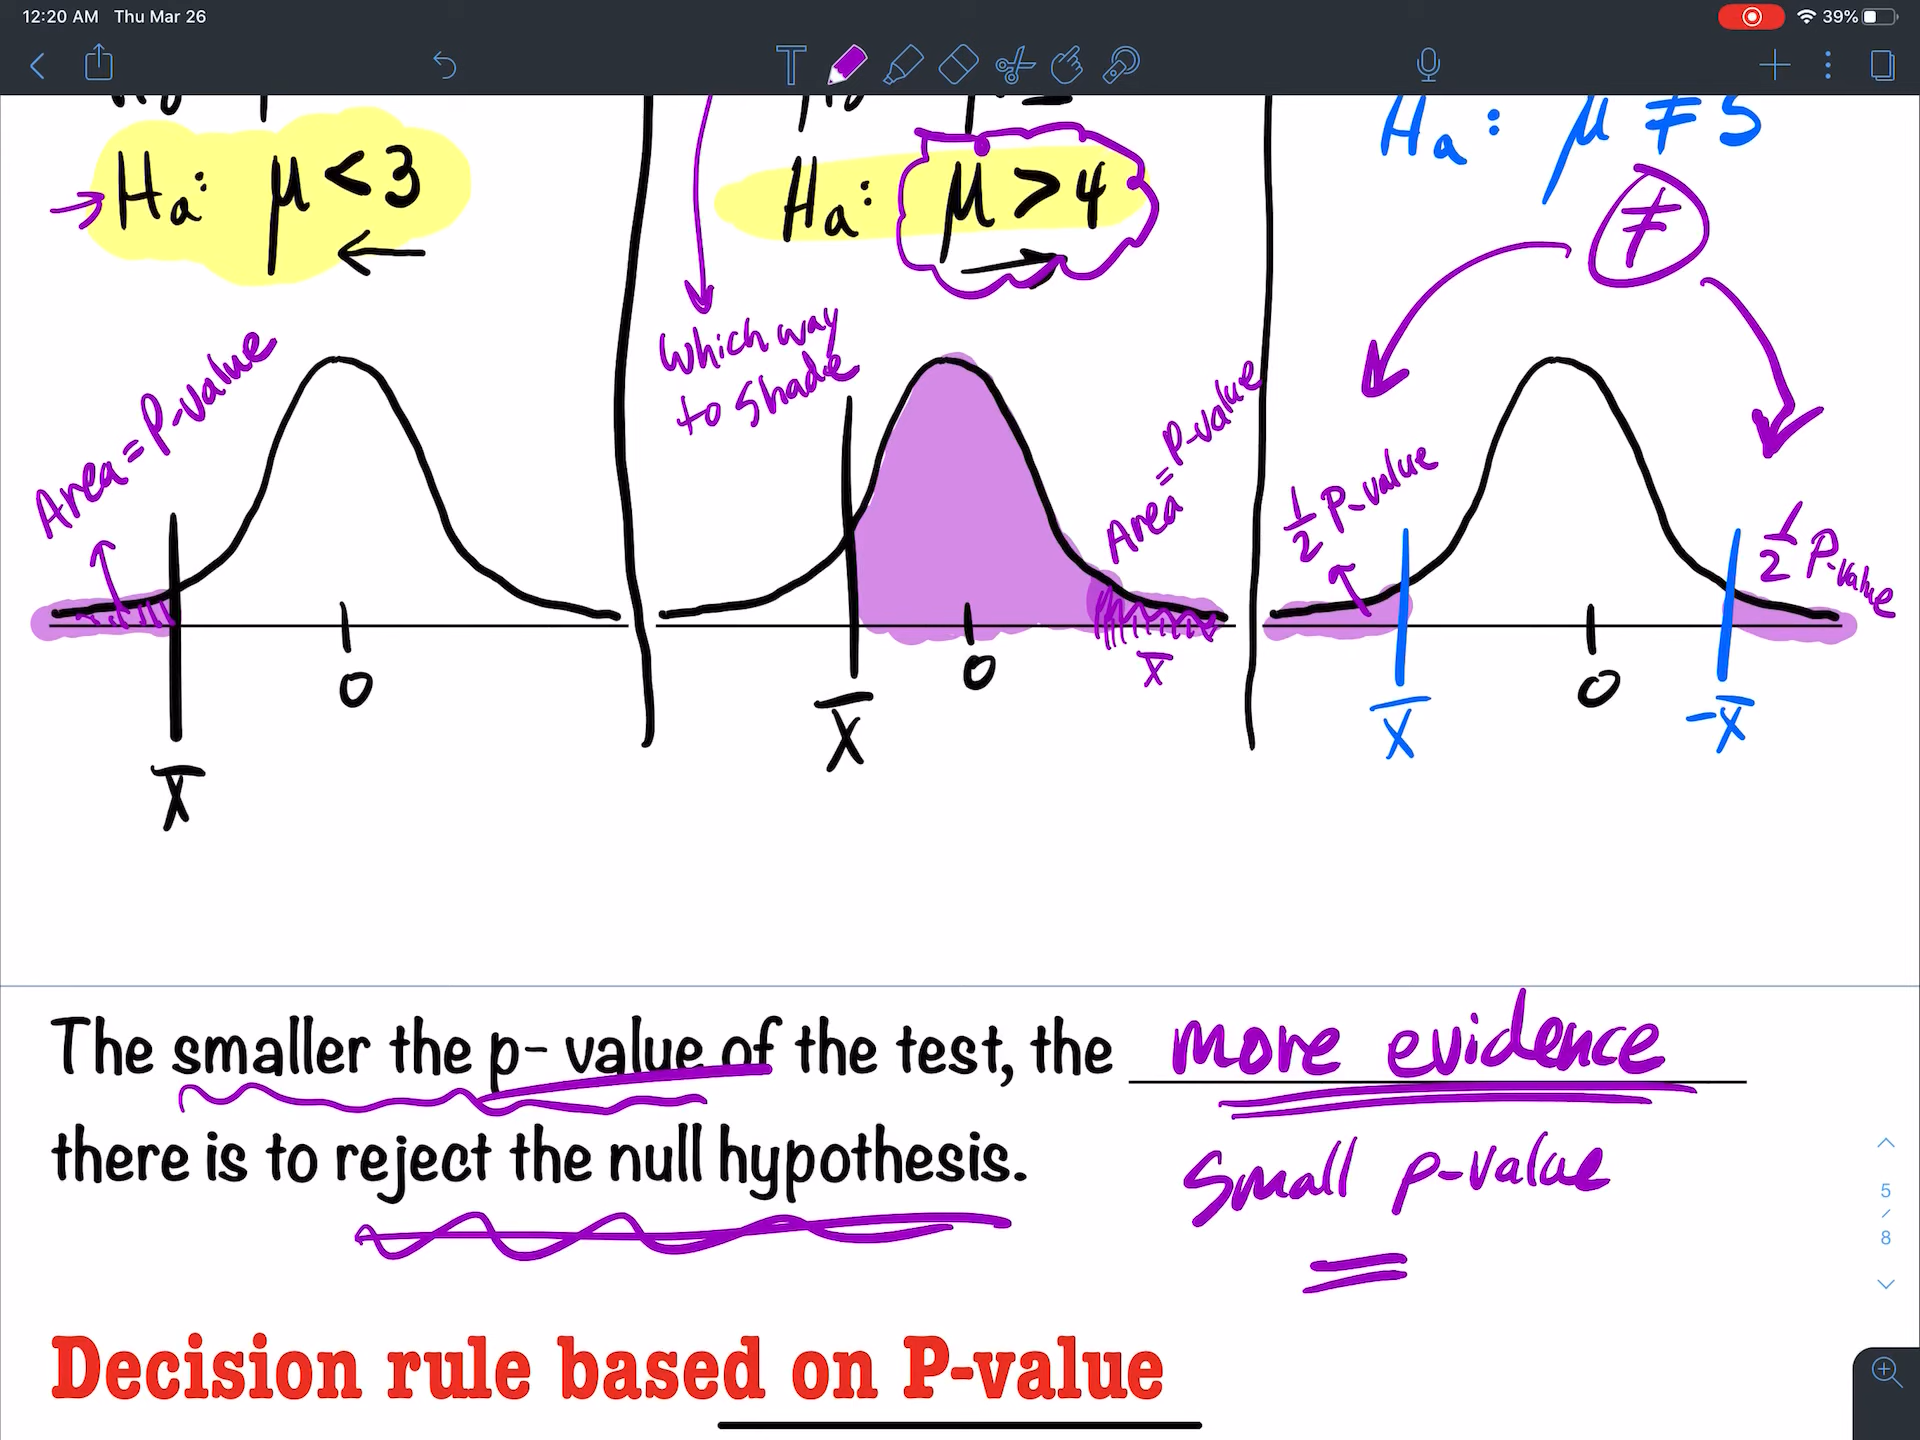 12:20 AM Thu Mar 26
39%
T
Ha: μ < 3
Ha: μ > 4
Ha: μ ≠ 5
≠
Area = P-value
0
x̄
Which way
to shade
Area = P-value
x̄
0
x̄
½ P-value
½ P-value
x̄
0
-x̄
The smaller the p- value of the test, the more evidence
there is to reject the null hypothesis.
small p-value
5
/
8
Decision rule based on P-value